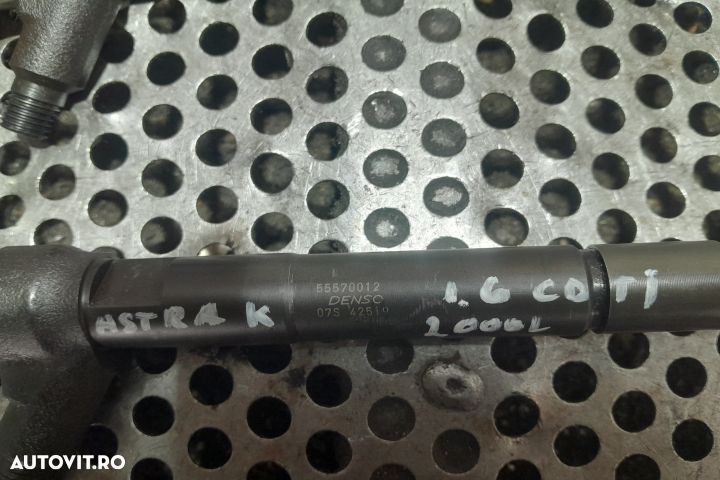 55570012
DENSO
07S 42519
ASTRA K
1.6 CDTi
2000L
AUTOVIT.RO